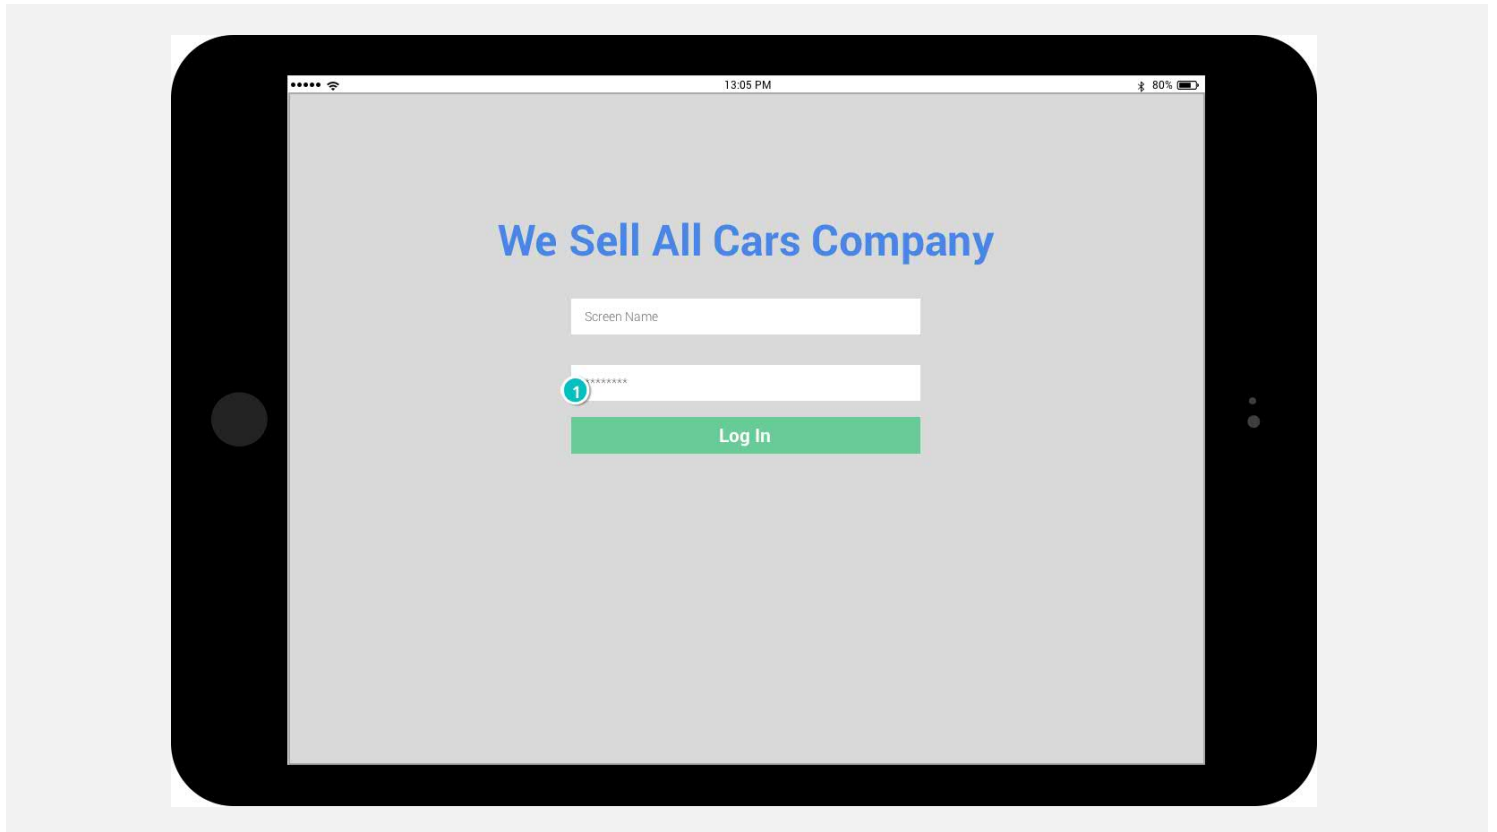 13:05 PM
80%
We Sell All Cars Company
Screen Name
1
********
Log In